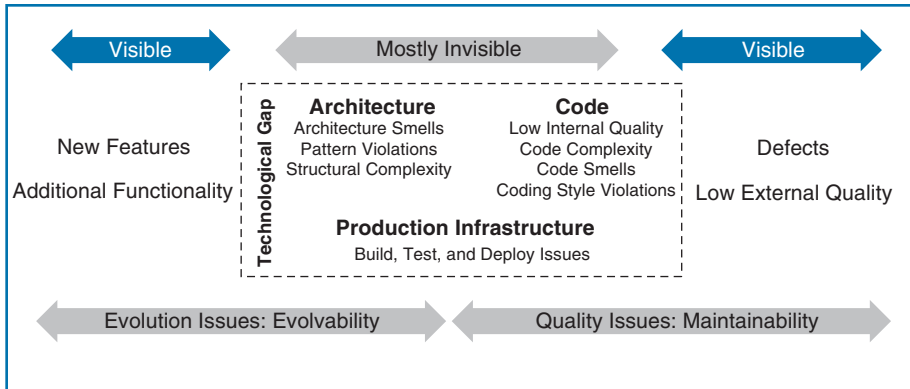 Visible
Mostly Invisible
Visible
New Features
Additional Functionality
Technological Gap
Architecture
Architecture Smells
Pattern Violations
Structural Complexity
Code
Low Internal Quality
Code Complexity
Code Smells
Coding Style Violations
Production Infrastructure
Build, Test, and Deploy Issues
Defects
Low External Quality
Evolution Issues: Evolvability
Quality Issues: Maintainability